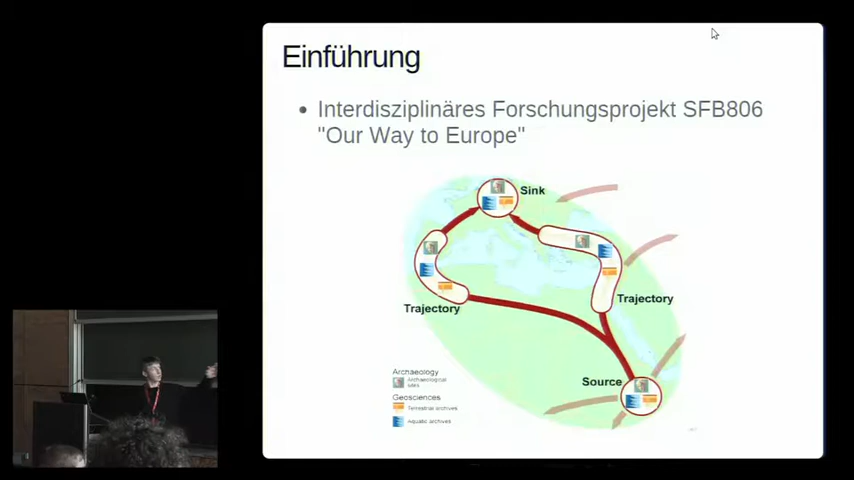 Einführung
Interdisziplinäres Forschungsprojekt SFB806
"Our Way to Europe"
Sink
Trajectory
Trajectory
Source
Archaeology
Archaeological
sites
Geosciences
Terrestrial archives
Aquatic archives